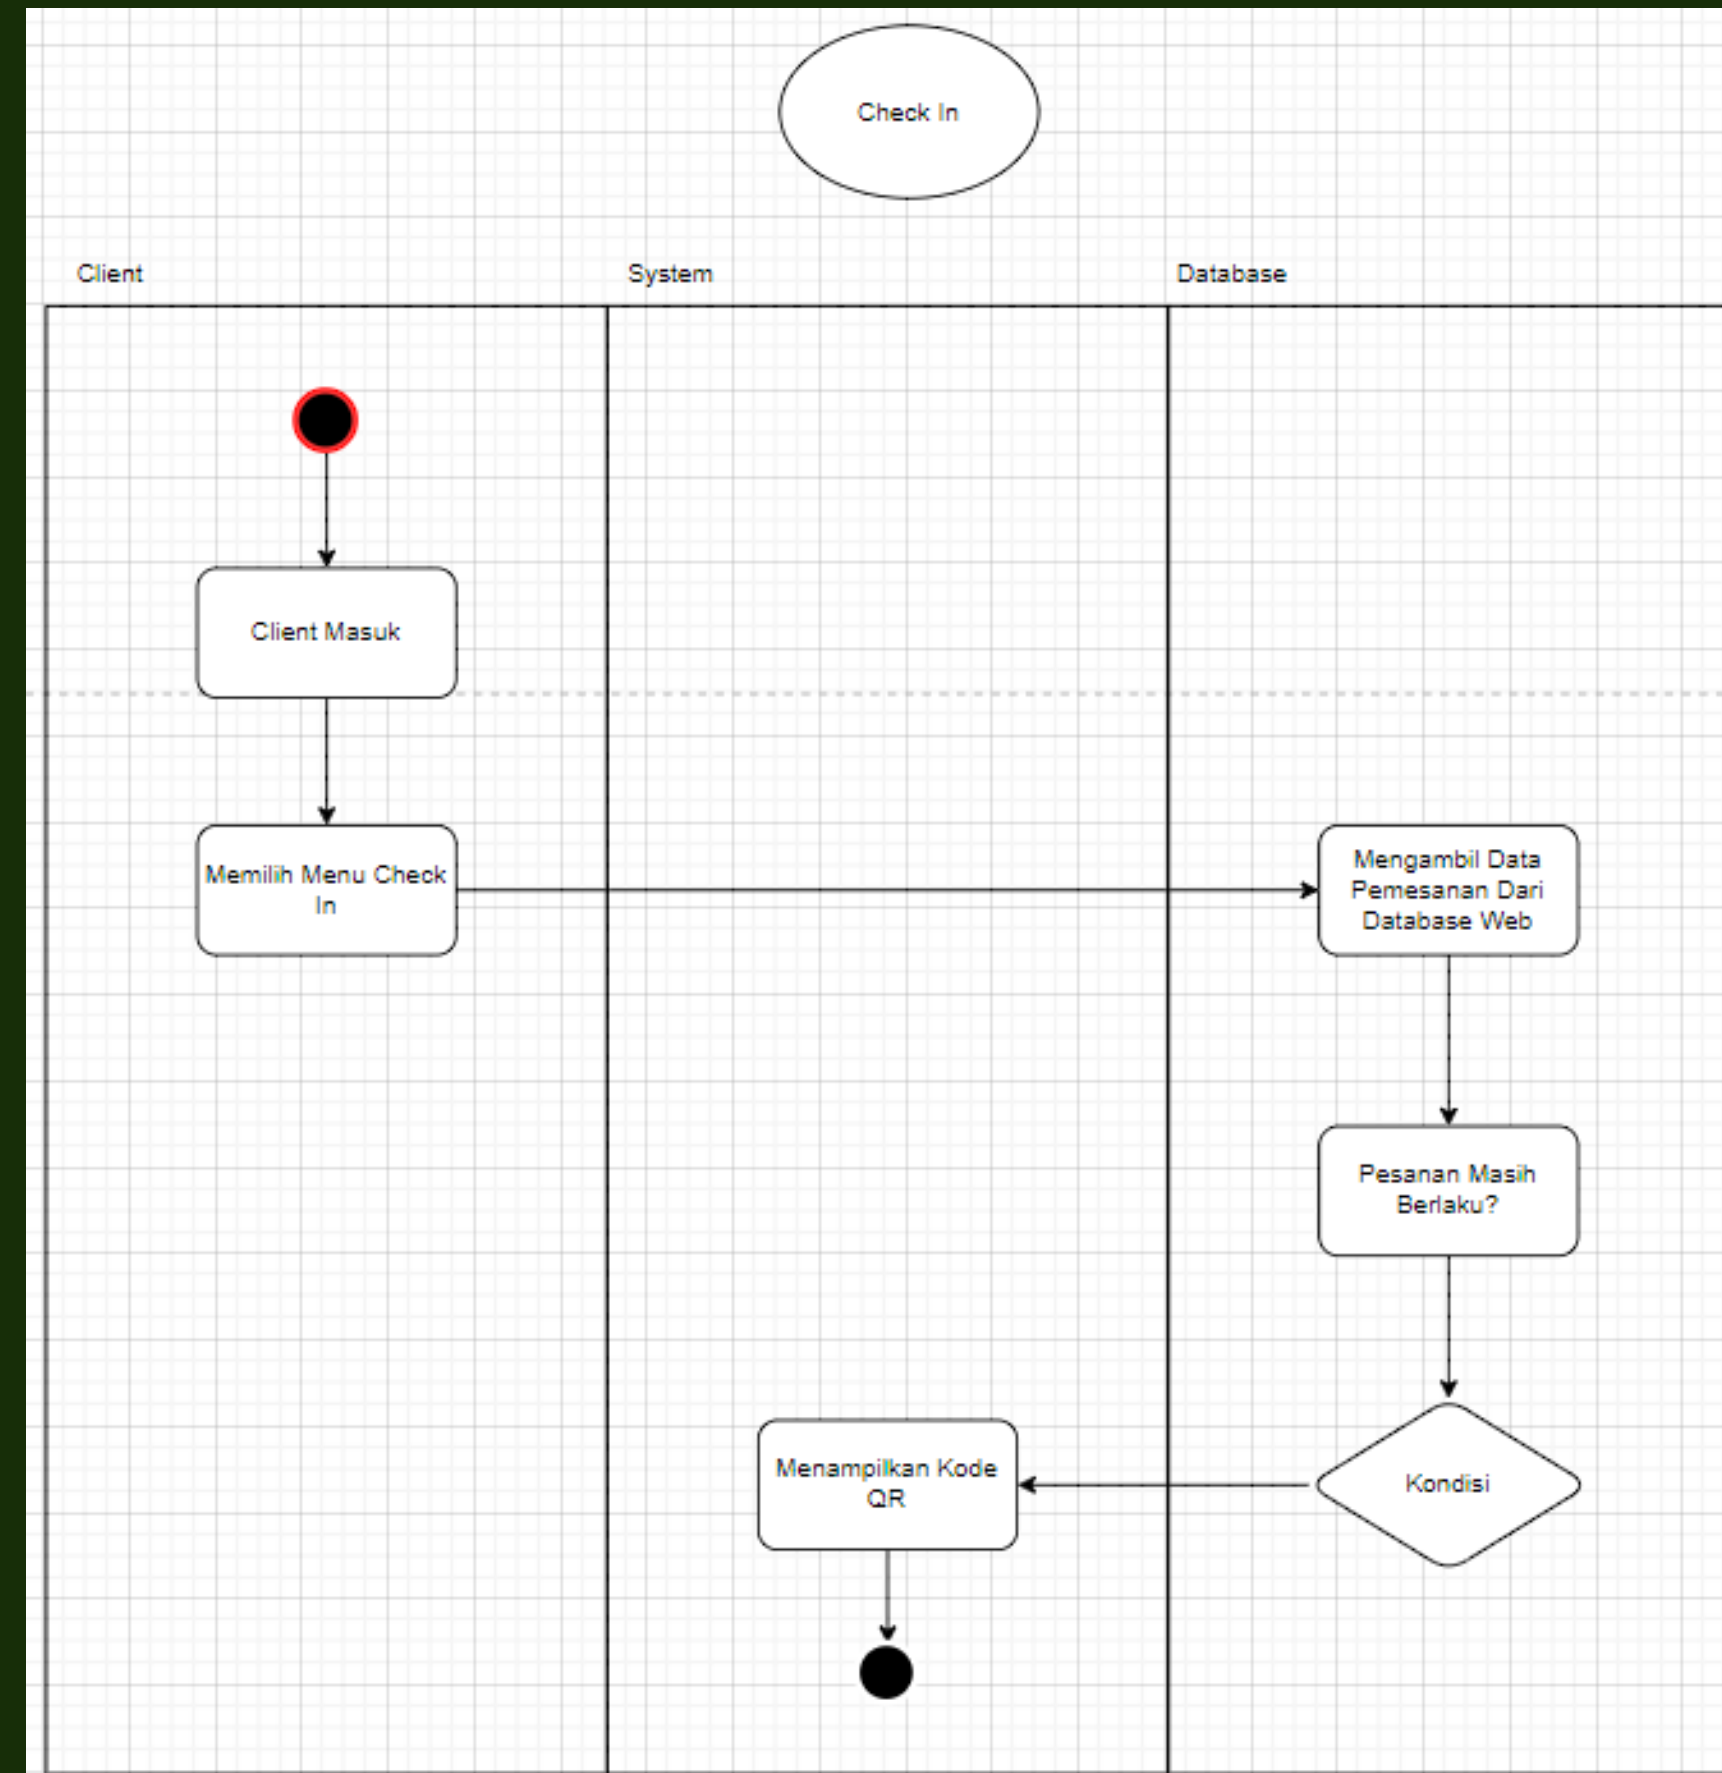 Check In
Client
System
Database
Client Masuk
Memilih Menu Check
In
Mengambil Data
Pemesanan Dari
Database Web
Pesanan Masih
Berlaku?
Menampilkan Kode
QR
Kondisi